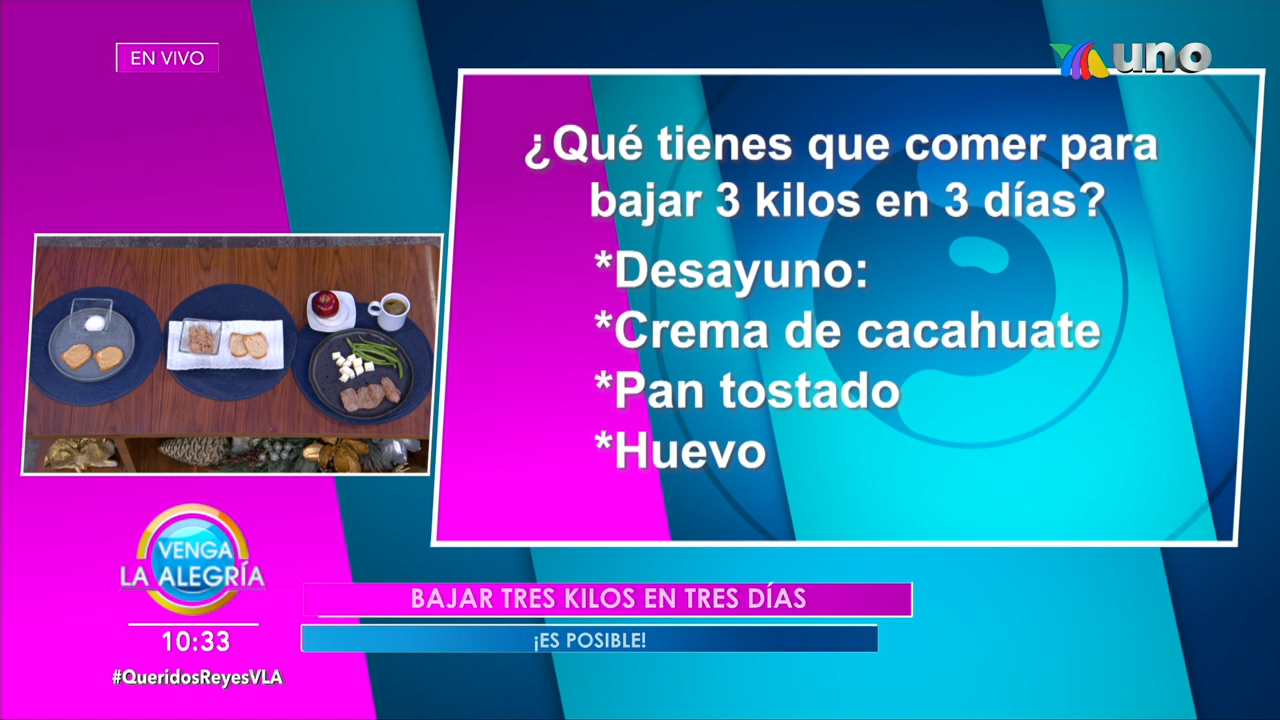 EN VIVO
uno
¿Qué tienes que comer para
bajar 3 kilos en 3 días?
*Desayuno:
*Crema de cacahuate
*Pan tostado
*Huevo
VENGA
LA ALEGRÍA
10:33
#QueridosReyesVLA
BAJAR TRES KILOS EN TRES DÍAS
¡ES POSIBLE!